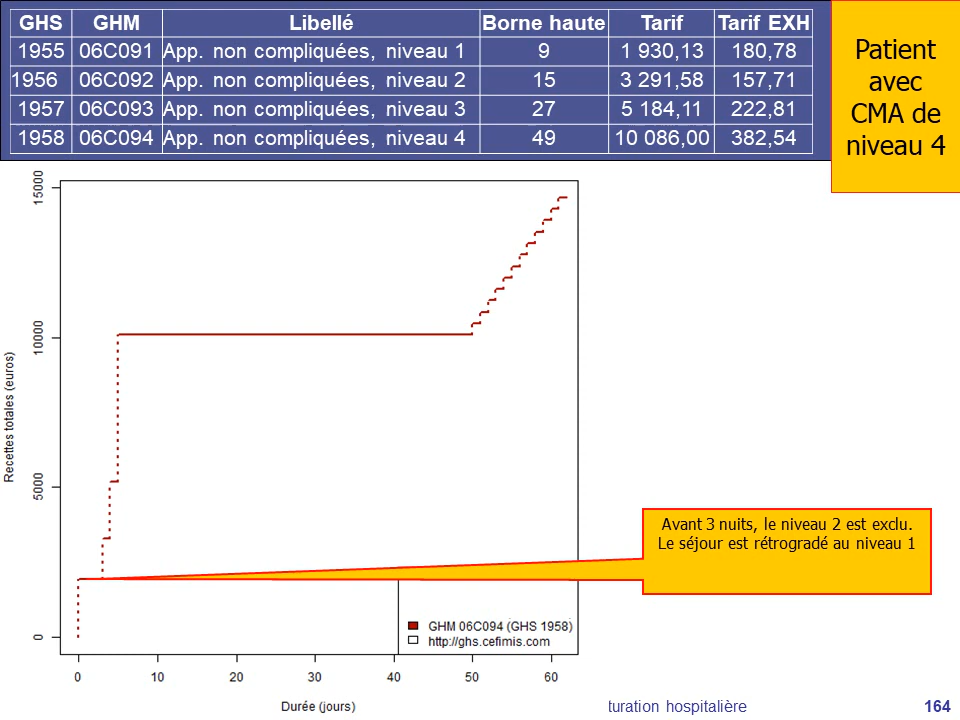 GHS GHM Libellé Borne haute Tarif Tarif EXH
1955 06C091 App. non compliquées, niveau 1 9 1 930,13 180,78
1956 06C092 App. non compliquées, niveau 2 15 3 291,58 157,71
1957 06C093 App. non compliquées, niveau 3 27 5 184,11 222,81
1958 06C094 App. non compliquées, niveau 4 49 10 086,00 382,54
Patient
avec
CMA de
niveau 4
Recettes totales (euros)
15000
10000
5000
0
Avant 3 nuits, le niveau 2 est exclu.
Le séjour est rétrogradé au niveau 1
GHM 06C094 (GHS 1958)
http://ghs.cefimis.com
0 10 20 30 40 50 60
Durée (jours)
turation hospitalière
164